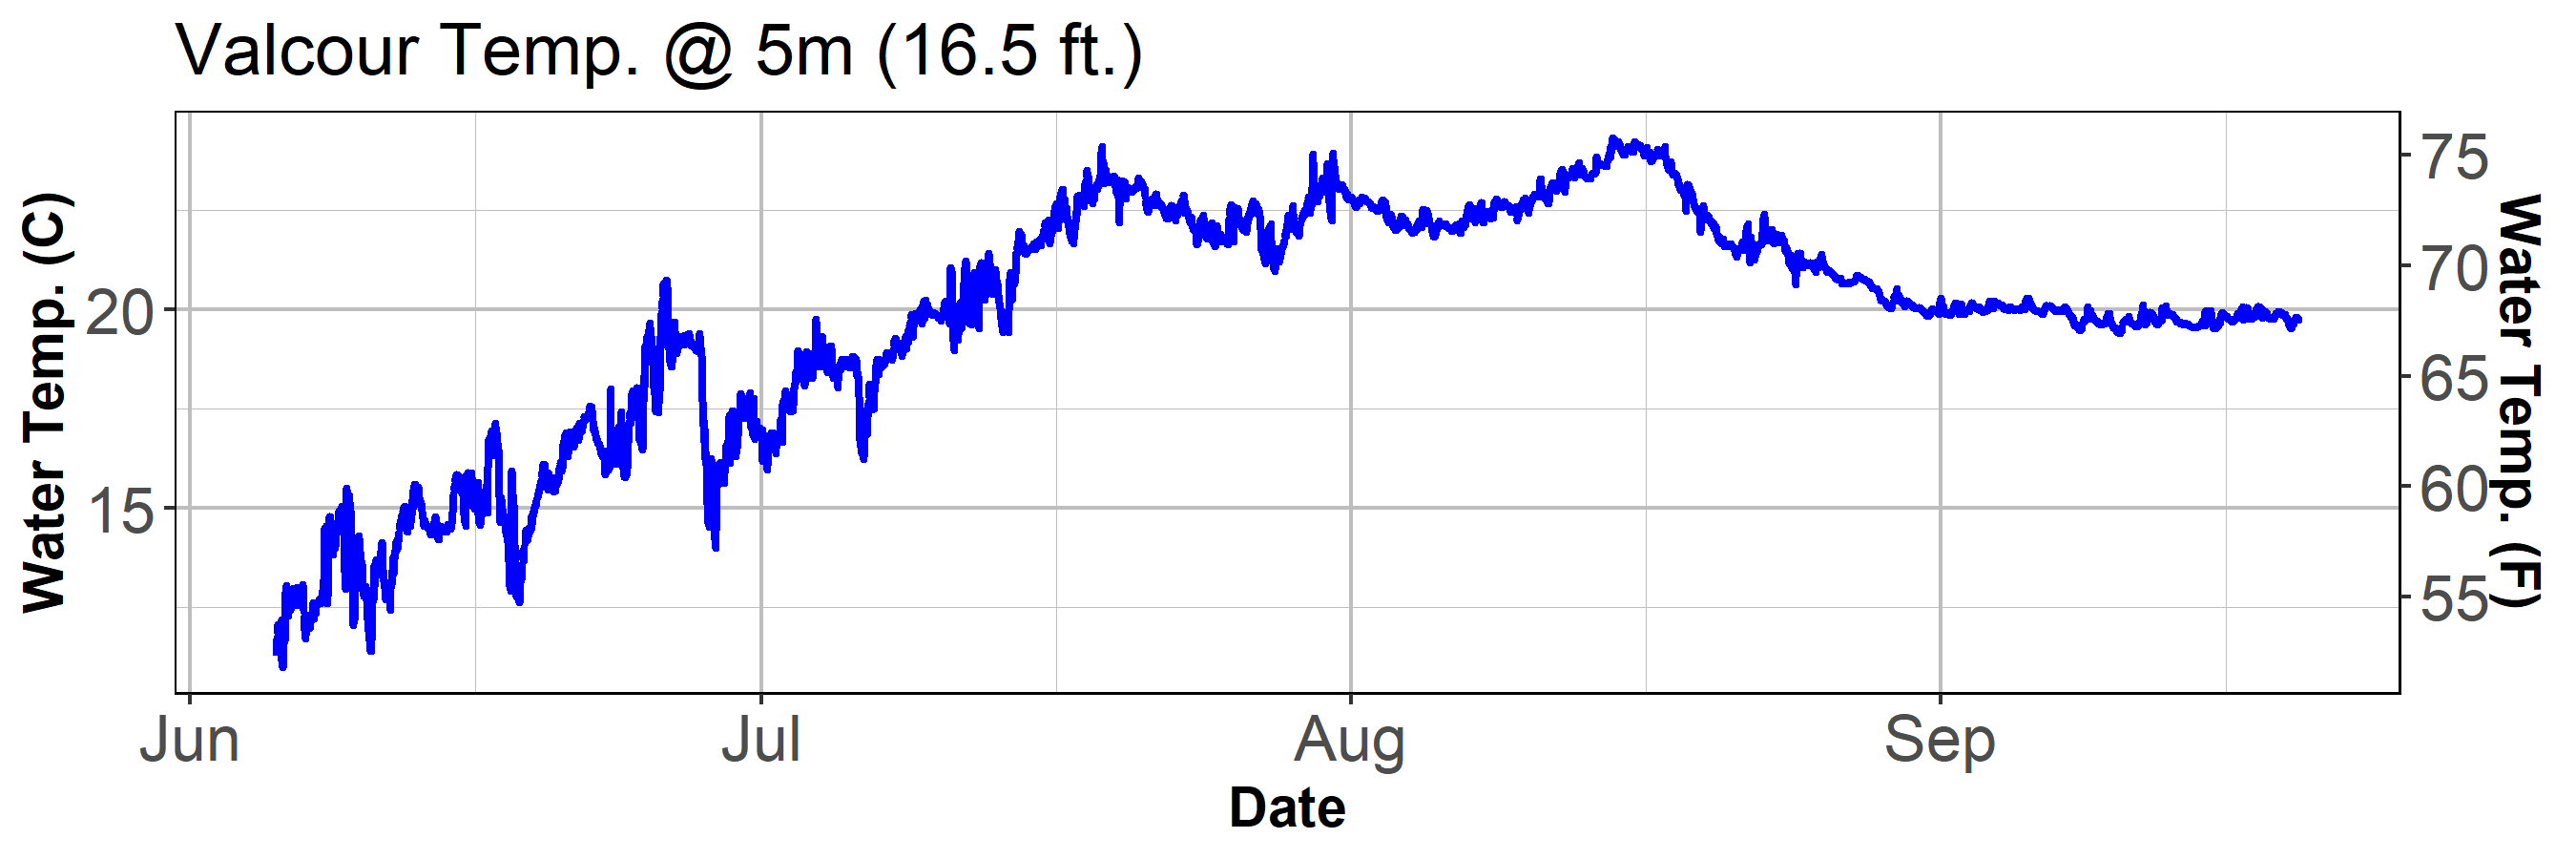 Valcour Temp. @ 5m (16.5 ft.)
Water Temp. (C)
20
15
75
70
65
60
55
Water Temp. (F)
Jun Jul Aug Sep
Date